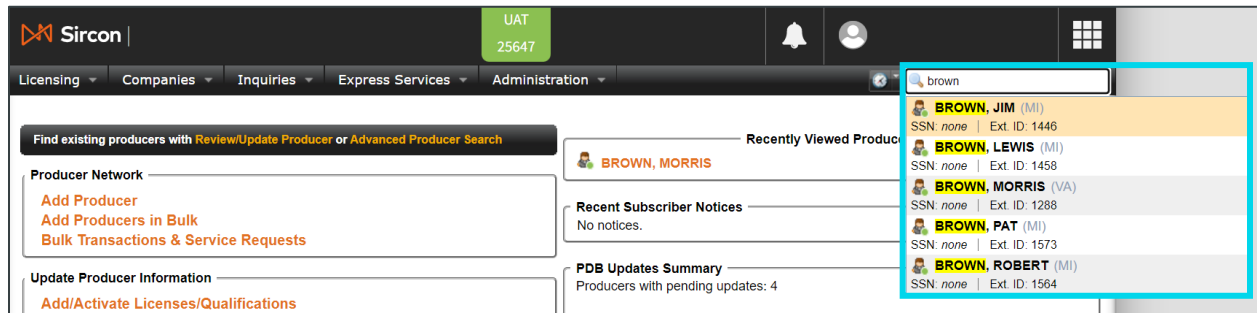 Sircon
UAT
25647
Licensing Companies Inquiries Express Services Administration
brown
Find existing producers with Review/Update Producer or Advanced Producer Search
Producer Network
Add Producer
Add Producers in Bulk
Bulk Transactions & Service Requests
Update Producer Information
Add/Activate Licenses/Qualifications
Recently Viewed Produc
BROWN, MORRIS
Recent Subscriber Notices
No notices.
PDB Updates Summary
Producers with pending updates: 4
BROWN, JIM (MI)
SSN: none | Ext. ID: 1446
BROWN, LEWIS (MI)
SSN: none | Ext. ID: 1458
BROWN, MORRIS (VA)
SSN: none | Ext. ID: 1288
BROWN, PAT (MI)
SSN: none | Ext. ID: 1573
BROWN, ROBERT (MI)
SSN: none | Ext. ID: 1564